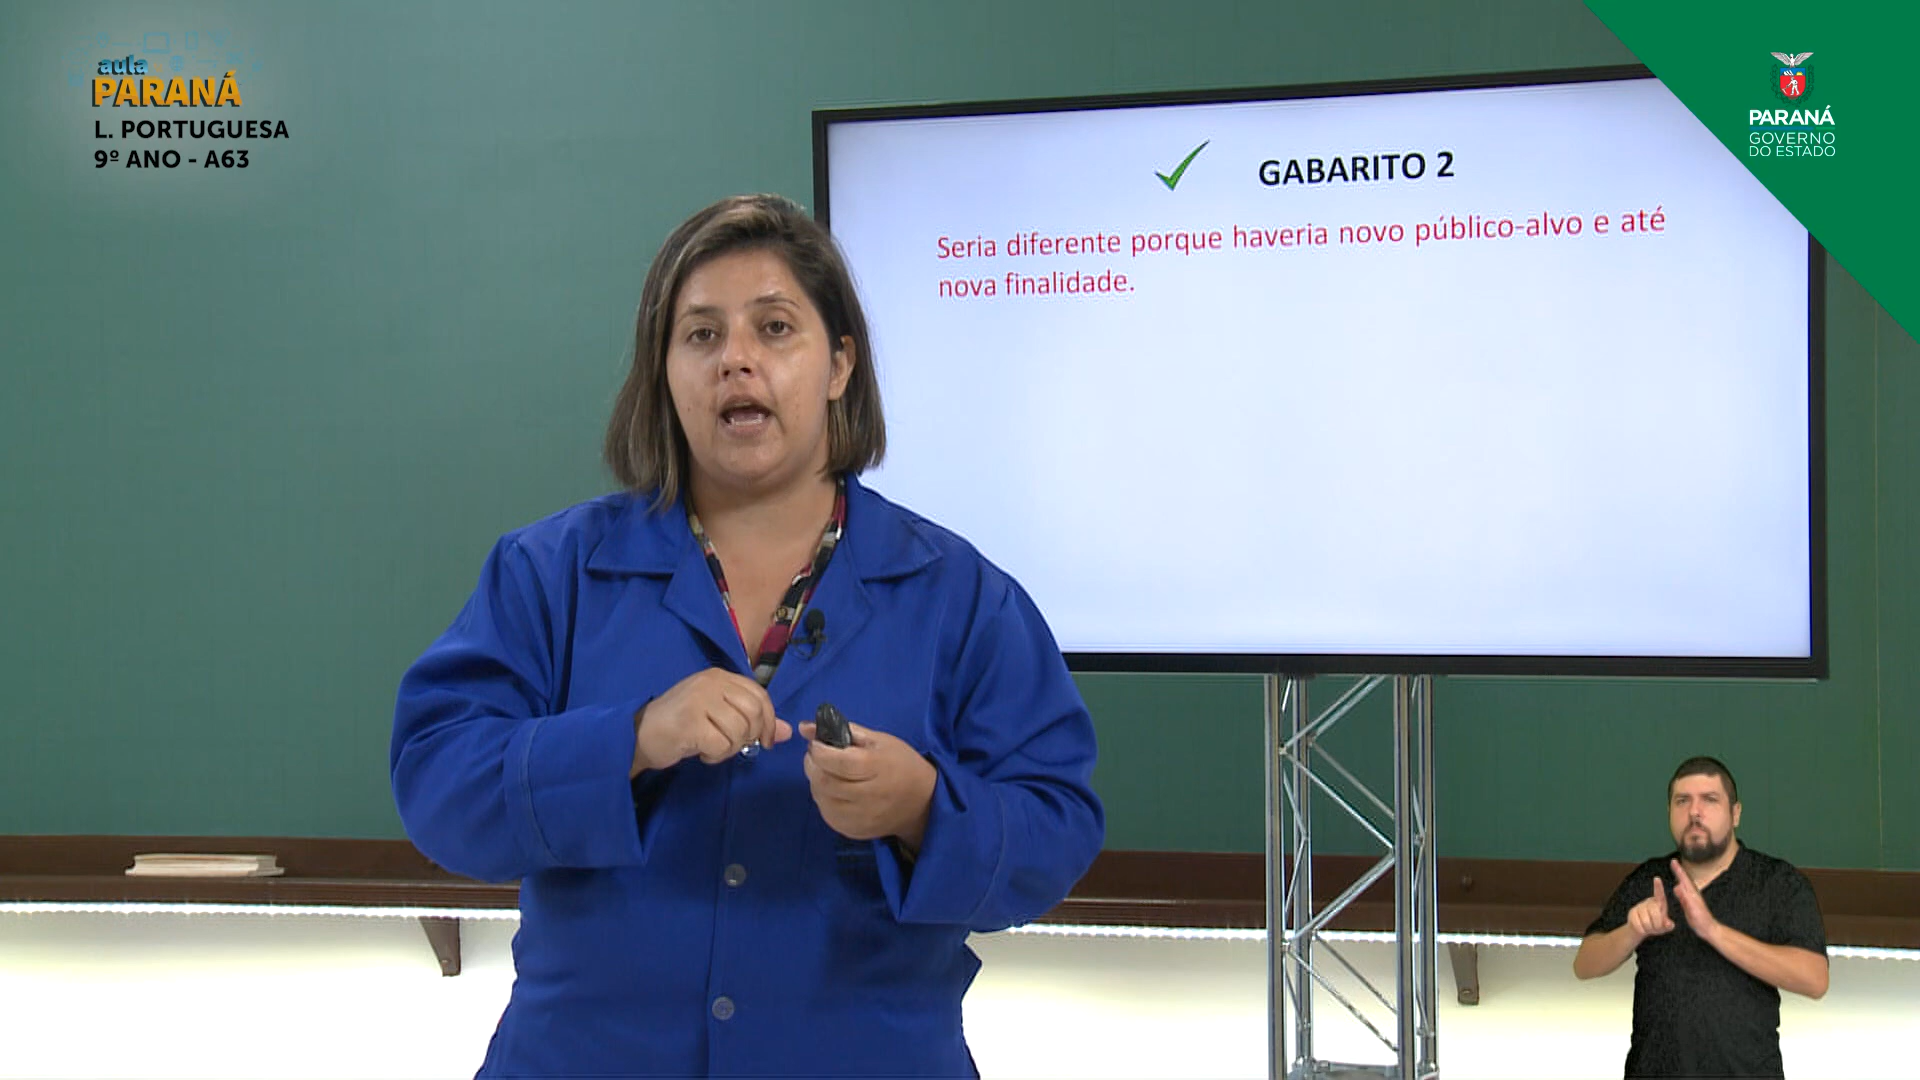 aula
PARANÁ
L. PORTUGUESA
9º ANO - A63
GABARITO 2
Seria diferente porque haveria novo público-alvo e até
nova finalidade.
PARANÁ
GOVERNO
DO ESTADO